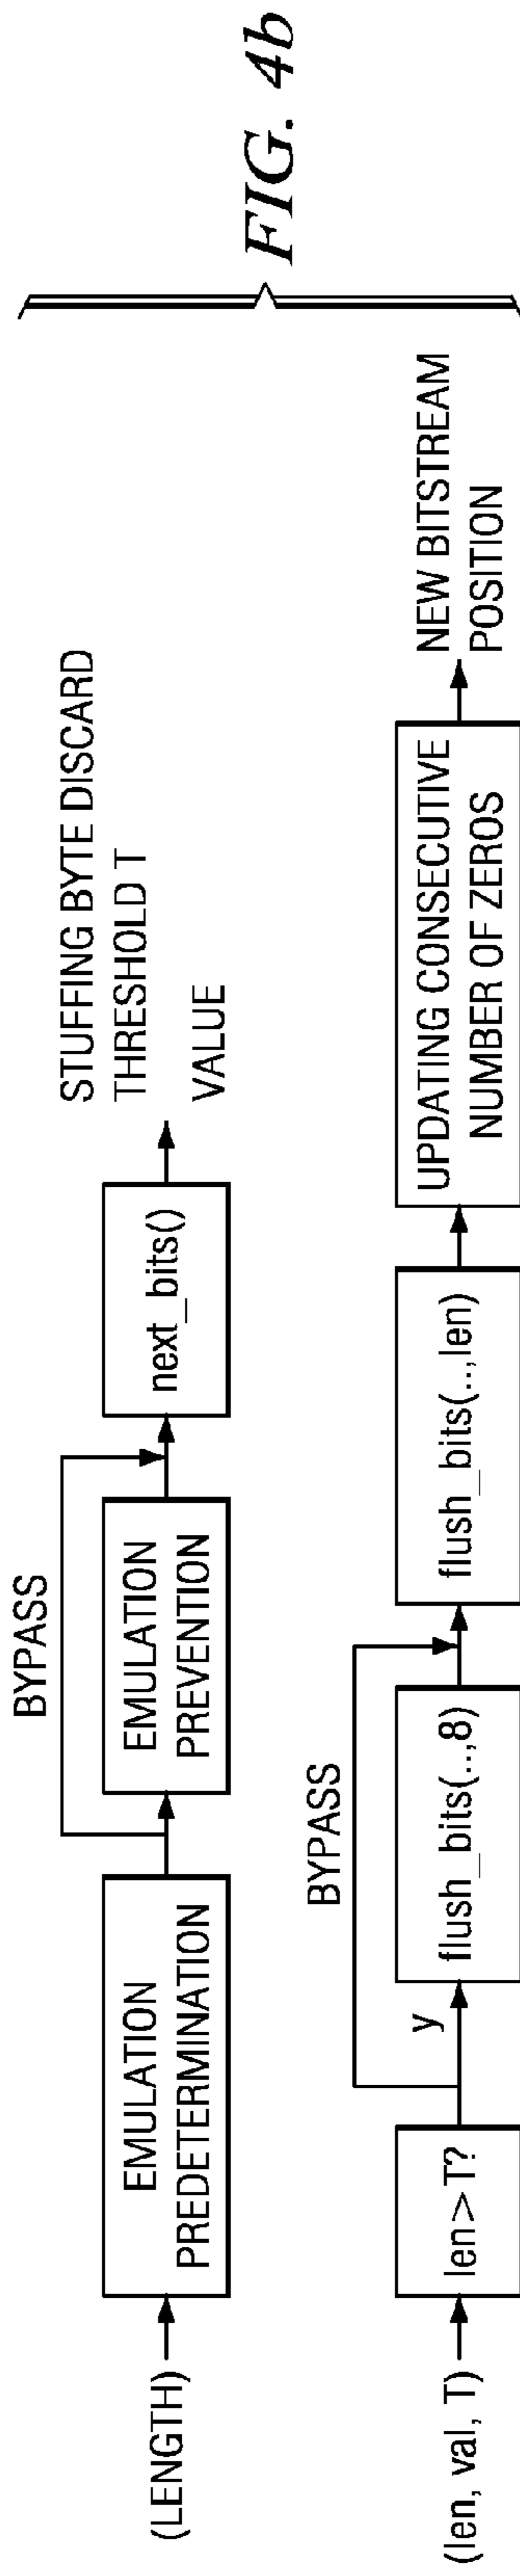 (LENGTH)
EMULATION
PREDETERMINATION
BYPASS
EMULATION
PREVENTION
next_bits()
STUFFING BYTE DISCARD
THRESHOLD T
VALUE
(len, val, T)
len>T?
y
BYPASS
flush_bits(..,8)
flush_bits(..,len)
UPDATING CONSECUTIVE
NUMBER OF ZEROS
NEW BITSTREAM
POSITION
FIG. 4b